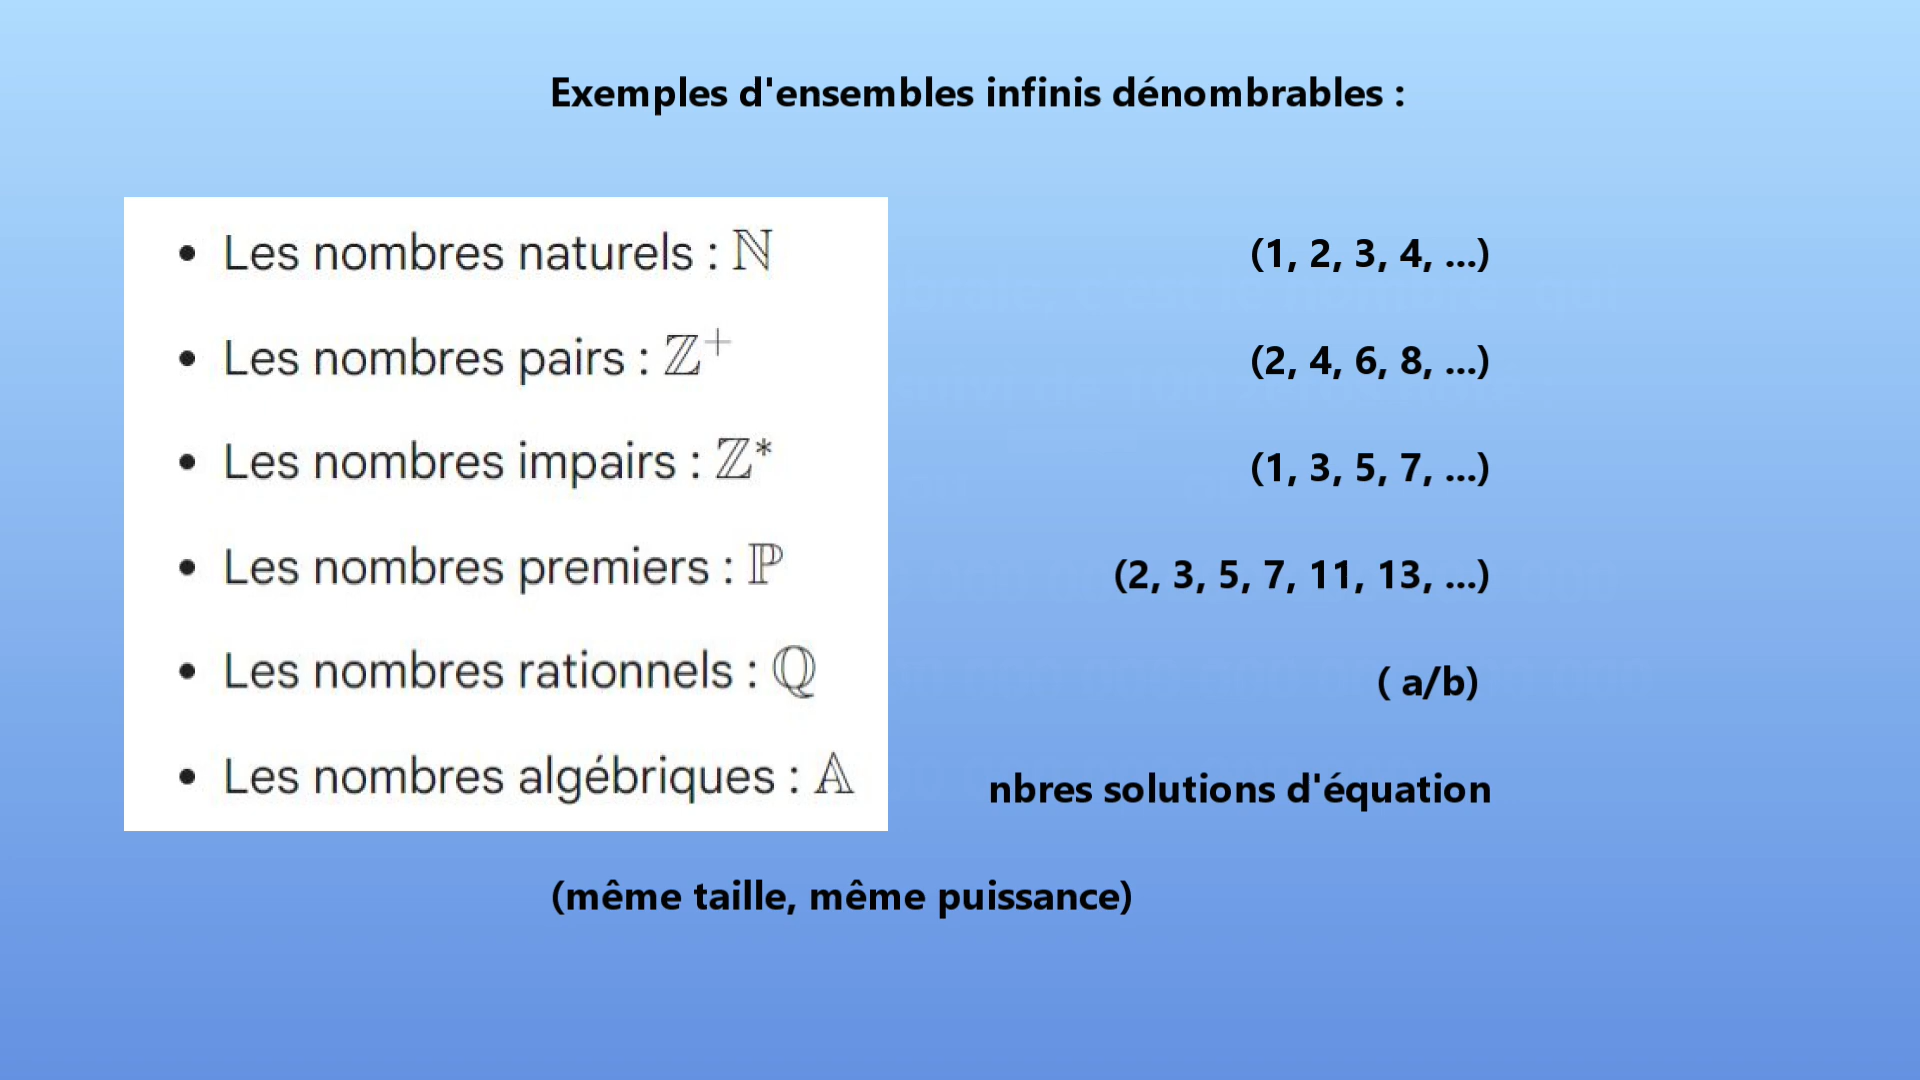 Exemples d'ensembles infinis dénombrables :
• Les nombres naturels : ℕ (1, 2, 3, 4, ...)
• Les nombres pairs : ℤ⁺ (2, 4, 6, 8, ...)
• Les nombres impairs : ℤ* (1, 3, 5, 7, ...)
• Les nombres premiers : ℙ (2, 3, 5, 7, 11, 13, ...)
• Les nombres rationnels : ℚ ( a/b)
• Les nombres algébriques : 𝔸 nbres solutions d'équation
(même taille, même puissance)